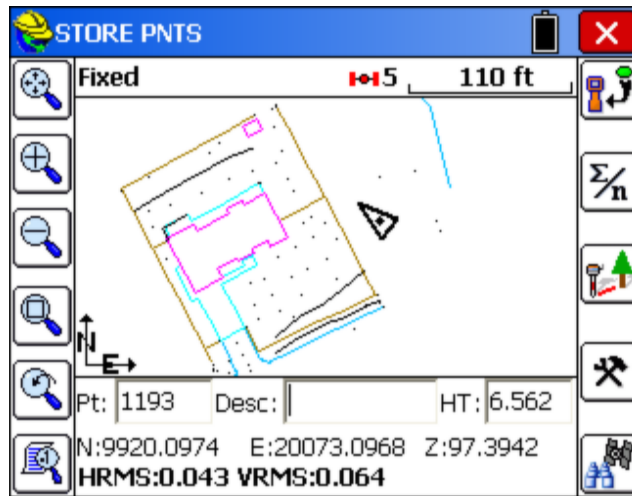 STORE PNTS
Fixed 5 110 ft
Σ/n
N
E
Pt: 1193 Desc: HT: 6.562
N:9920.0974 E:20073.0968 Z:97.3942
HRMS:0.043 VRMS:0.064